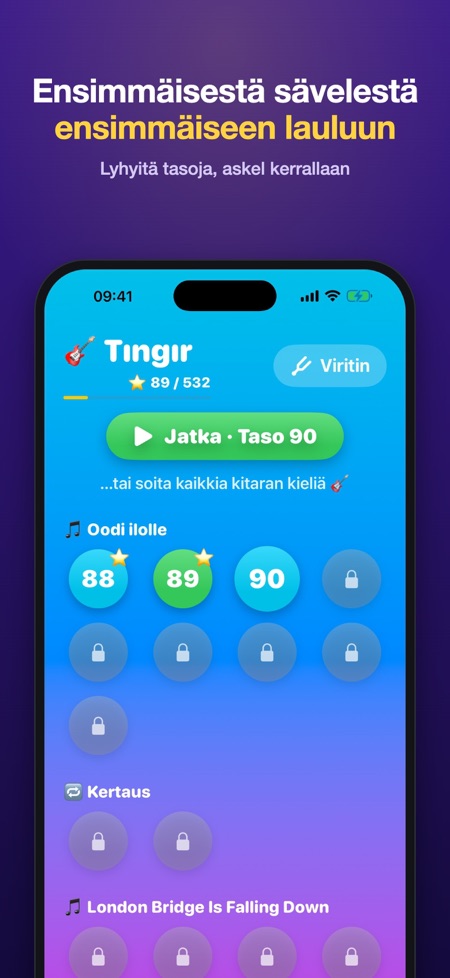 Ensimmäisestä sävelestä
ensimmäiseen lauluun
Lyhyitä tasoja, askel kerrallaan
09:41
Tıngır
89 / 532
Viritin
Jatka · Taso 90
...tai soita kaikkia kitaran kieliä
Oodi ilolle
88 89 90
Kertaus
London Bridge Is Falling Down